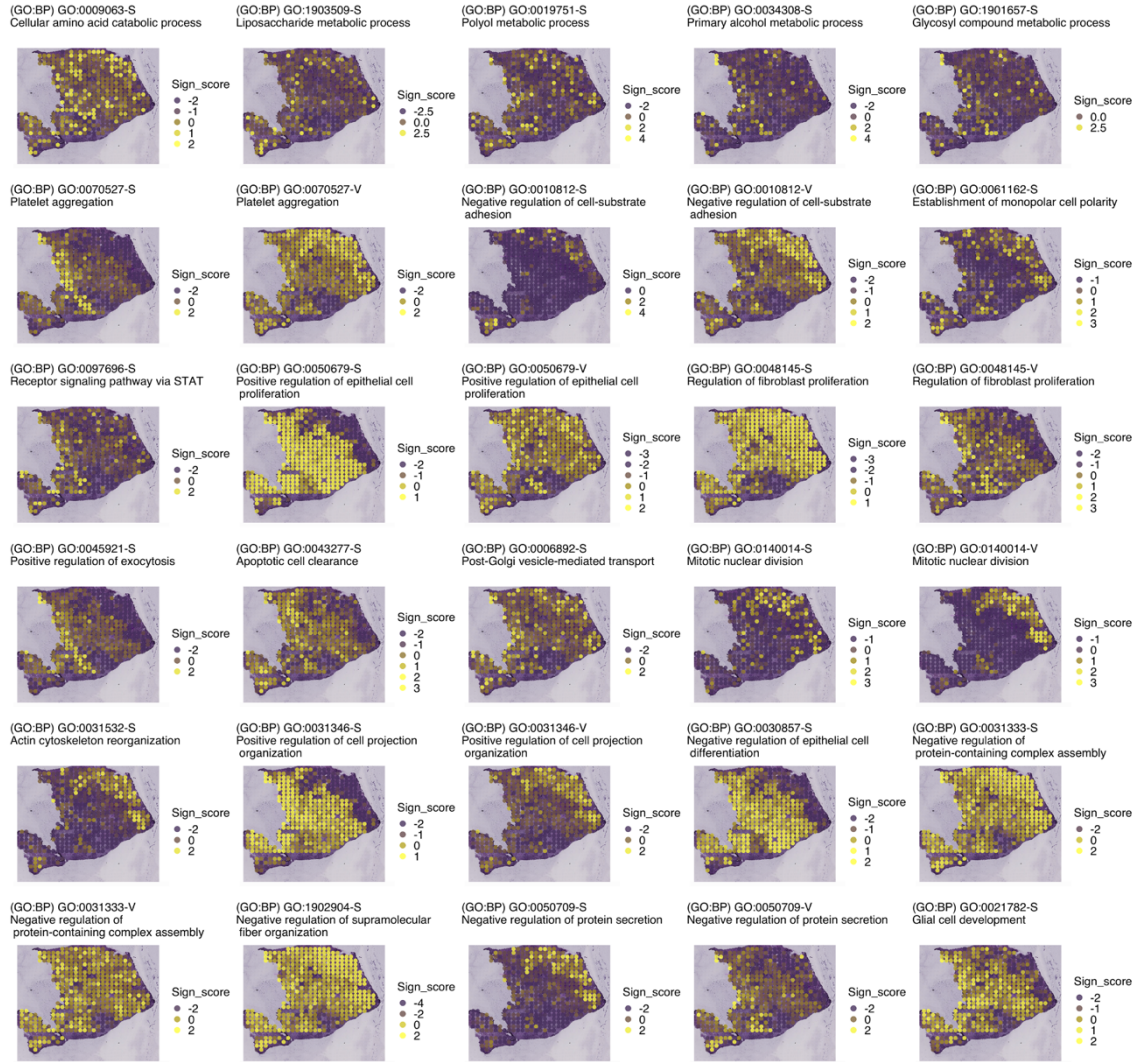 (GO:BP) GO:0009063-S
Cellular amino acid catabolic process
Sign_score
-2
-1
0
1
2
(GO:BP) GO:1903509-S
Liposaccharide metabolic process
Sign_score
-2.5
0.0
2.5
(GO:BP) GO:0019751-S
Polyol metabolic process
Sign_score
-2
0
2
4
(GO:BP) GO:0034308-S
Primary alcohol metabolic process
Sign_score
-2
0
2
4
(GO:BP) GO:1901657-S
Glycosyl compound metabolic process
Sign_score
0.0
2.5
(GO:BP) GO:0070527-S
Platelet aggregation
Sign_score
-2
0
2
(GO:BP) GO:0070527-V
Platelet aggregation
Sign_score
-2
0
2
(GO:BP) GO:0010812-S
Negative regulation of cell-substrate
adhesion
Sign_score
0
2
4
(GO:BP) GO:0010812-V
Negative regulation of cell-substrate
adhesion
Sign_score
-2
-1
0
1
2
(GO:BP) GO:0061162-S
Establishment of monopolar cell polarity
Sign_score
-1
0
1
2
3
(GO:BP) GO:0097696-S
Receptor signaling pathway via STAT
Sign_score
-2
0
2
(GO:BP) GO:0050679-S
Positive regulation of epithelial cell
proliferation
Sign_score
-2
-1
0
1
(GO:BP) GO:0050679-V
Positive regulation of epithelial cell
proliferation
Sign_score
-3
-2
-1
0
1
2
(GO:BP) GO:0048145-S
Regulation of fibroblast proliferation
Sign_score
-3
-2
-1
0
1
(GO:BP) GO:0048145-V
Regulation of fibroblast proliferation
Sign_score
-2
-1
0
1
2
3
(GO:BP) GO:0045921-S
Positive regulation of exocytosis
Sign_score
-2
0
2
(GO:BP) GO:0043277-S
Apoptotic cell clearance
Sign_score
-2
-1
0
1
2
3
(GO:BP) GO:0006892-S
Post-Golgi vesicle-mediated transport
Sign_score
-2
0
2
(GO:BP) GO:0140014-S
Mitotic nuclear division
Sign_score
-1
0
1
2
3
(GO:BP) GO:0140014-V
Mitotic nuclear division
Sign_score
-1
0
1
2
3
(GO:BP) GO:0031532-S
Actin cytoskeleton reorganization
Sign_score
-2
0
2
(GO:BP) GO:0031346-S
Positive regulation of cell projection
organization
Sign_score
-2
-1
0
1
(GO:BP) GO:0031346-V
Positive regulation of cell projection
organization
Sign_score
-2
0
2
(GO:BP) GO:0030857-S
Negative regulation of epithelial cell
differentiation
Sign_score
-2
-1
0
1
2
(GO:BP) GO:0031333-S
Negative regulation of
protein-containing complex assembly
Sign_score
-2
0
2
(GO:BP) GO:0031333-V
Negative regulation of
protein-containing complex assembly
Sign_score
-2
0
2
(GO:BP) GO:1902904-S
Negative regulation of supramolecular
fiber organization
Sign_score
-4
-2
0
2
(GO:BP) GO:0050709-S
Negative regulation of protein secretion
Sign_score
-2
0
2
(GO:BP) GO:0050709-V
Negative regulation of protein secretion
Sign_score
-2
0
2
(GO:BP) GO:0021782-S
Glial cell development
Sign_score
-2
-1
0
1
2